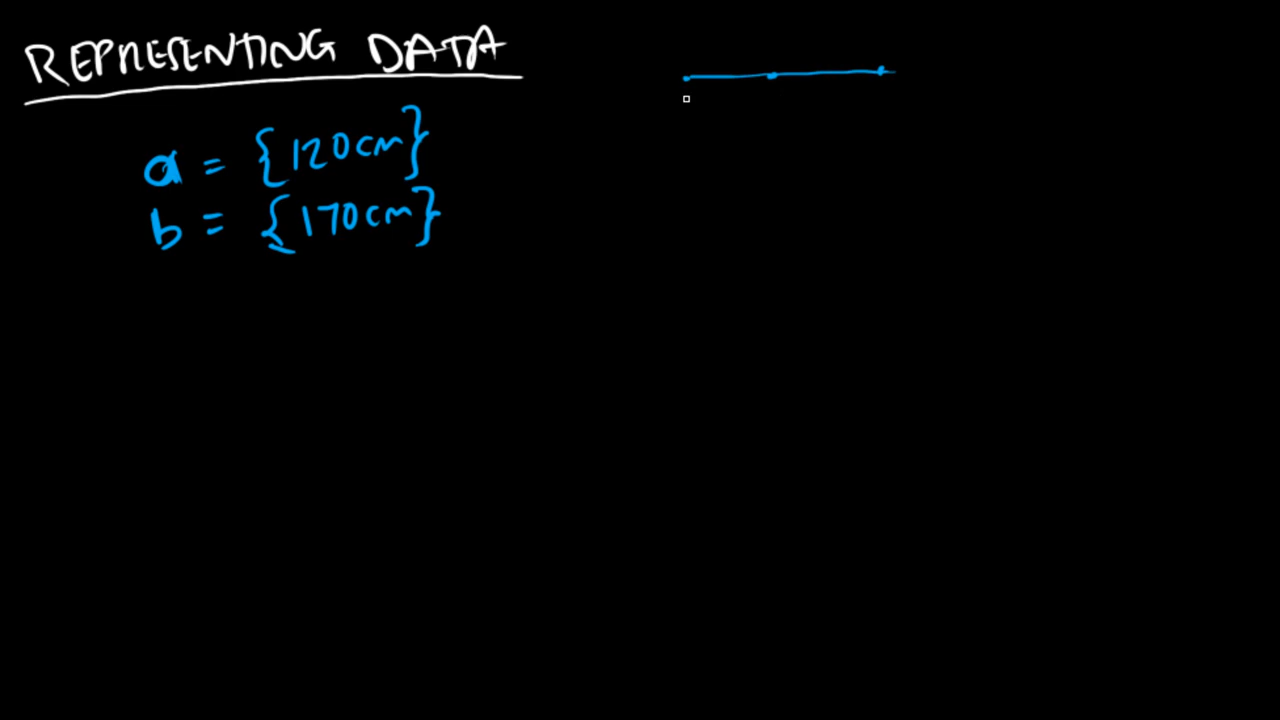 REPRESENTING DATA
a = {120cm}
b = {170cm}